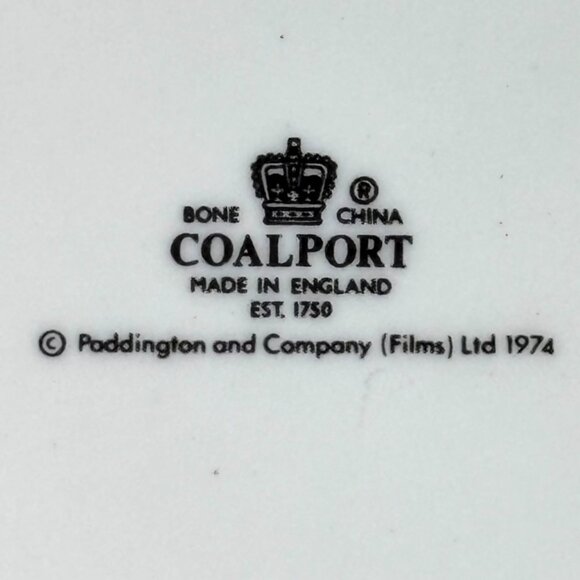 ®
BONE CHINA
COALPORT
MADE IN ENGLAND
EST. 1750
© Paddington and Company (Films) Ltd 1974